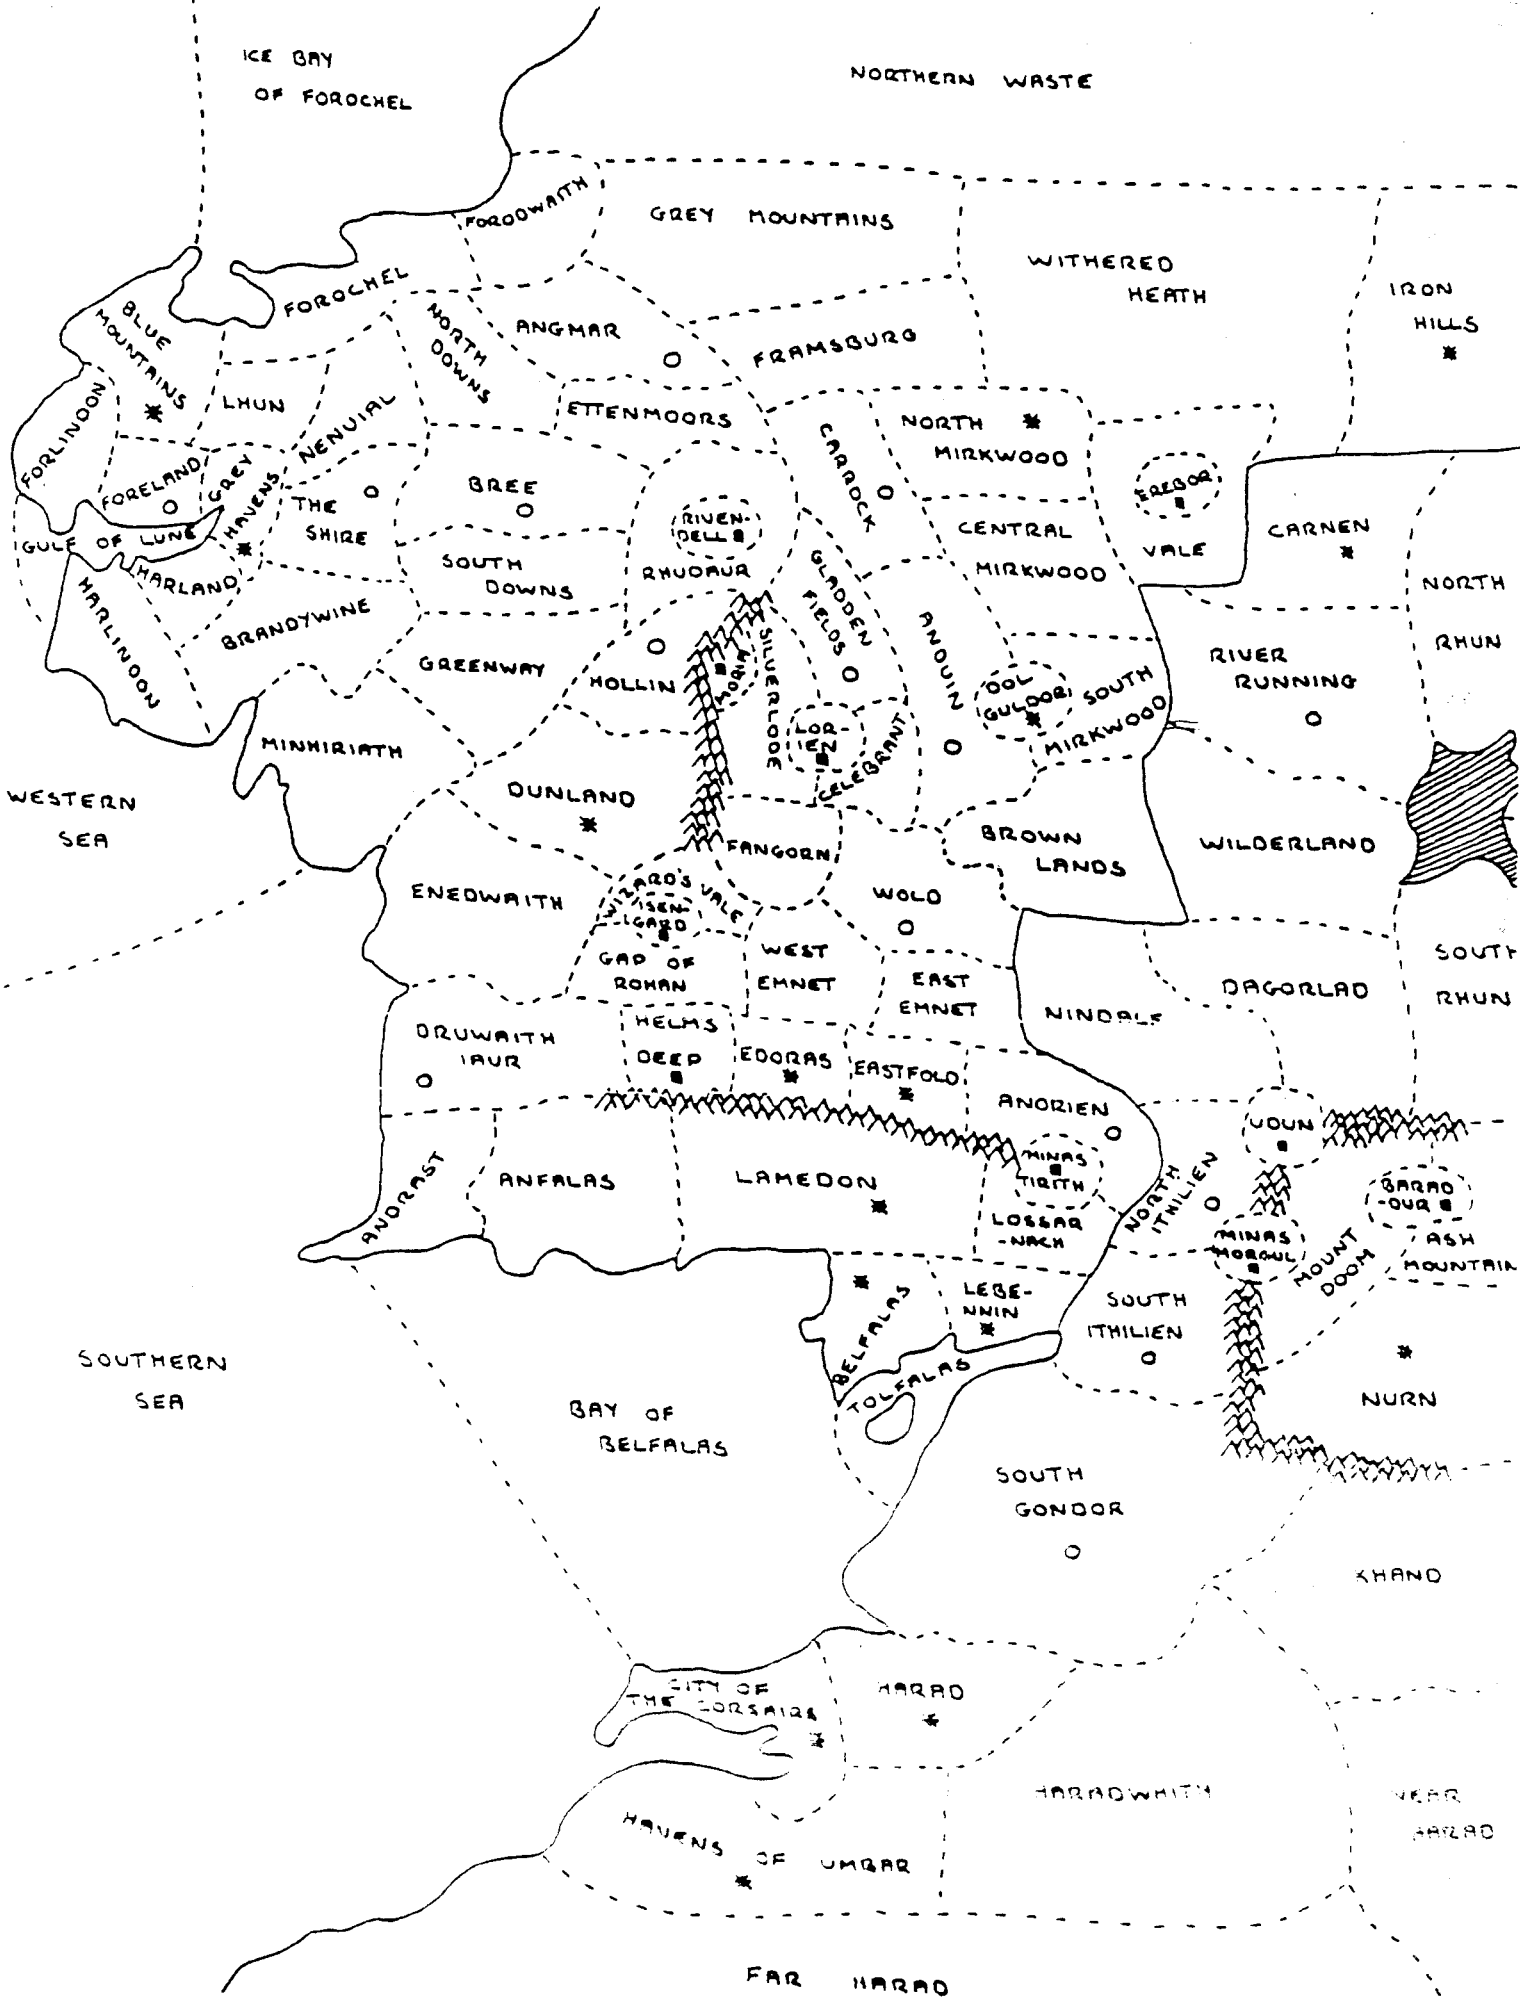 ICE BAY
OF FOROCHEL
NORTHERN WASTE
FORODWAITH
GREY MOUNTAINS
WITHERED
HEATH
IRON
HILLS
FOROCHEL
BLUE
MOUNTAINS
NORTH
DOWNS
ANGMAR
FRAMSBURG
FORLINDON
LHUN
NENUIAL
ETTENMOORS
CARROCK
NORTH
MIRKWOOD
FORELAND
GREY
HAVENS
THE
SHIRE
BREE
RIVEN-
DELL
EREBOR
CARNEN
GULF OF LUNE
HARLAND
HARLINDON
SOUTH
DOWNS
RHUDAUR
GLADDEN
FIELDS
CENTRAL
MIRKWOOD
VALE
NORTH
RHUN
BRANDYWINE
GREENWAY
HOLLIN
MORIA
SILVERLODE
ANDUIN
DOL
GULDOR
SOUTH
MIRKWOOD
RIVER
RUNNING
MINHIRIATH
LOR-
IEN
CELEBRANT
WESTERN
SEA
DUNLAND
FANGORN
BROWN
LANDS
WILDERLAND
ENEDWAITH
WIZARD'S VALE
ISEN-
GARD
WOLD
GAP OF
ROHAN
WEST
EMNET
EAST
EMNET
NINDALF
DAGORLAD
SOUTH
RHUN
DRUWAITH
IAUR
HELMS
DEEP
EDORAS
EASTFOLD
ANORIEN
UDUN
ANDRAST
ANFALAS
LAMEDON
MINAS
TIRITH
LOSSAR
-NACH
NORTH
ITHILIEN
MINAS
MORGUL
MOUNT
DOOM
BARAD
-DUR
ASH
MOUNTAIN
BELFALAS
LEBE-
NNIN
SOUTH
ITHILIEN
TOLFALAS
NURN
SOUTHERN
SEA
BAY OF
BELFALAS
SOUTH
GONDOR
KHAND
CITY OF
THE CORSAIRS
HARAD
HARADWHITH
NEAR
HARAD
HAVENS OF UMBAR
FAR HARAD